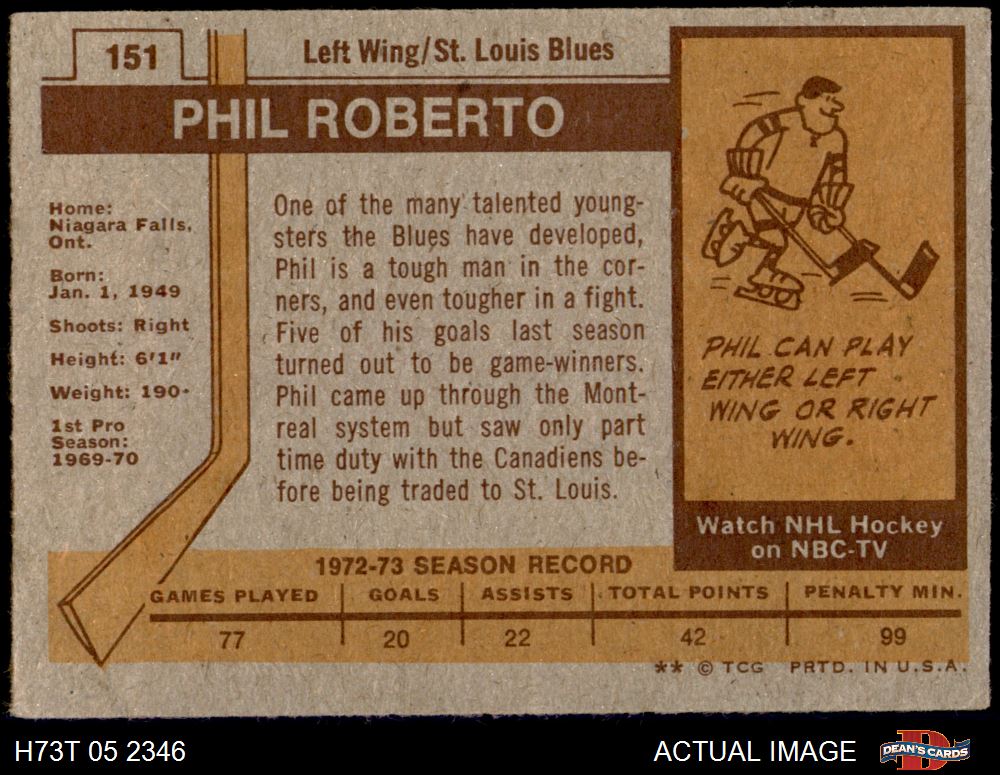 151
Left Wing/St. Louis Blues
PHIL ROBERTO
Home:
Niagara Falls,
Ont.
Born:
Jan. 1, 1949
Shoots: Right
Height: 6'1"
Weight: 190
1st Pro
Season:
1969-70
One of the many talented young-
sters the Blues have developed,
Phil is a tough man in the cor-
ners, and even tougher in a fight.
Five of his goals last season
turned out to be game-winners.
Phil came up through the Mont-
real system but saw only part
time duty with the Canadiens be-
fore being traded to St. Louis.
PHIL CAN PLAY
EITHER LEFT
WING OR RIGHT
WING.
Watch NHL Hockey
on NBC-TV
1972-73 SEASON RECORD
GAMES PLAYED GOALS ASSISTS TOTAL POINTS PENALTY MIN.
77 20 22 42 99
** © TCG PRTD. IN U.S.A.
H73T 05 2346
ACTUAL IMAGE
D
DEAN'S CARDS